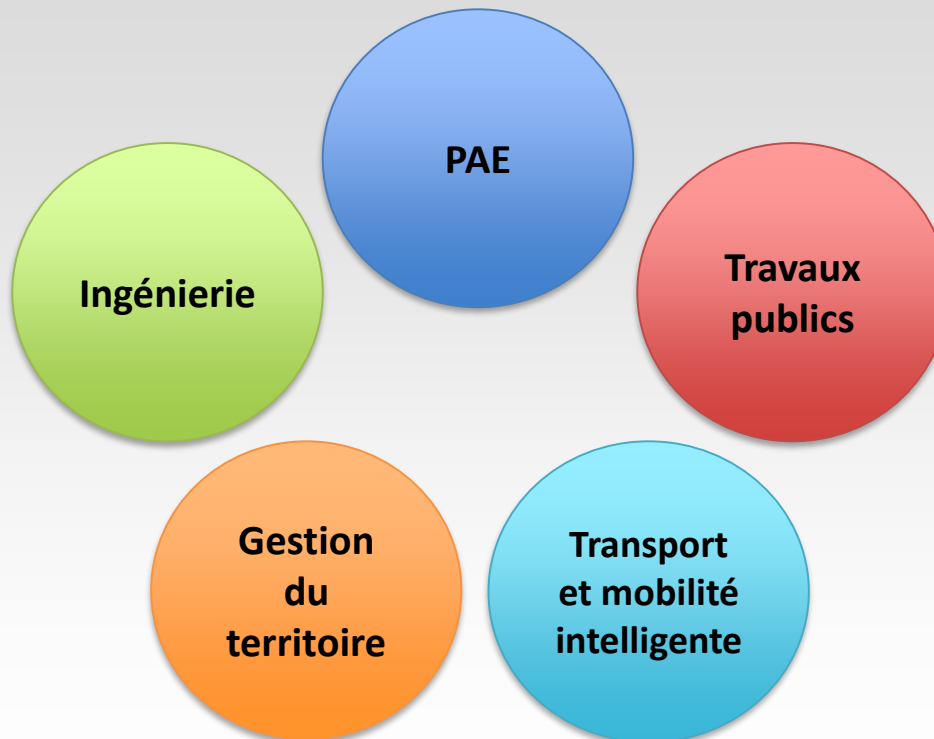 PAE
Ingénierie
Travaux
publics
Gestion
du
territoire
Transport
et mobilité
intelligente